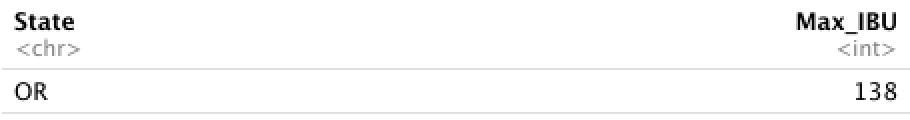 State Max_IBU
<chr> <int>
OR 138